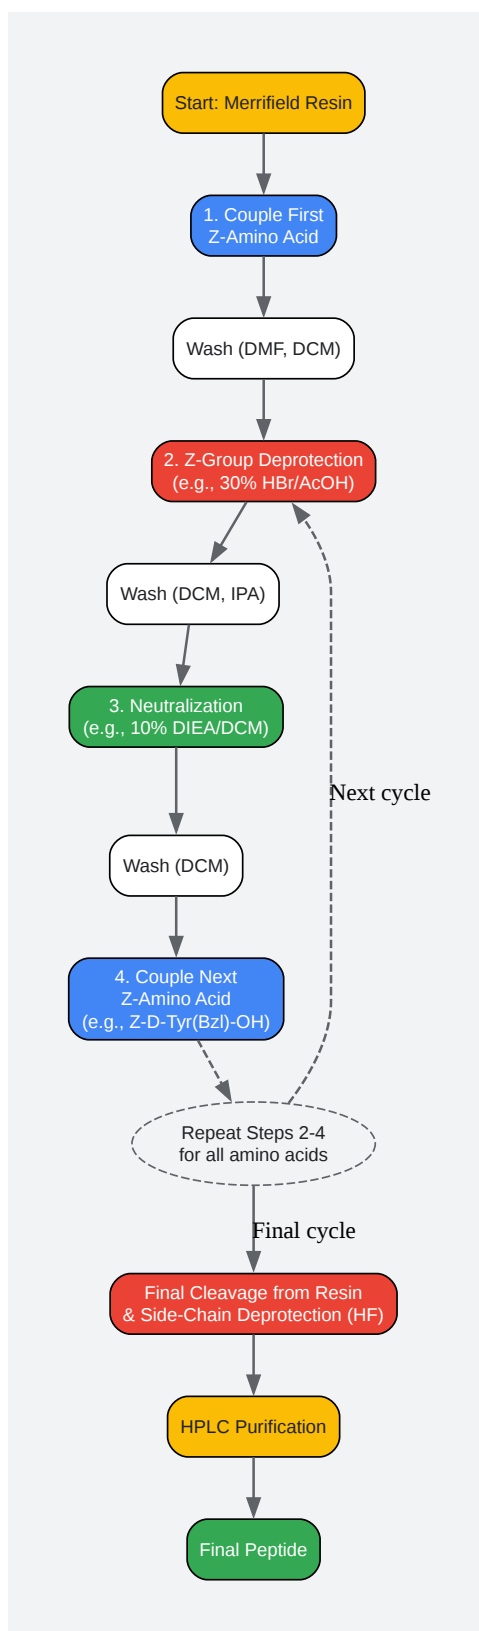 Start: Merrifield Resin
1. Couple First
Z-Amino Acid
Wash (DMF, DCM)
2. Z-Group Deprotection
(e.g., 30% HBr/AcOH)
Wash (DCM, IPA)
3. Neutralization
(e.g., 10% DIEA/DCM)
Next cycle
Wash (DCM)
4. Couple Next
Z-Amino Acid
(e.g., Z-D-Tyr(Bzl)-OH)
Repeat Steps 2-4
for all amino acids
Final cycle
Final Cleavage from Resin
& Side-Chain Deprotection (HF)
HPLC Purification
Final Peptide